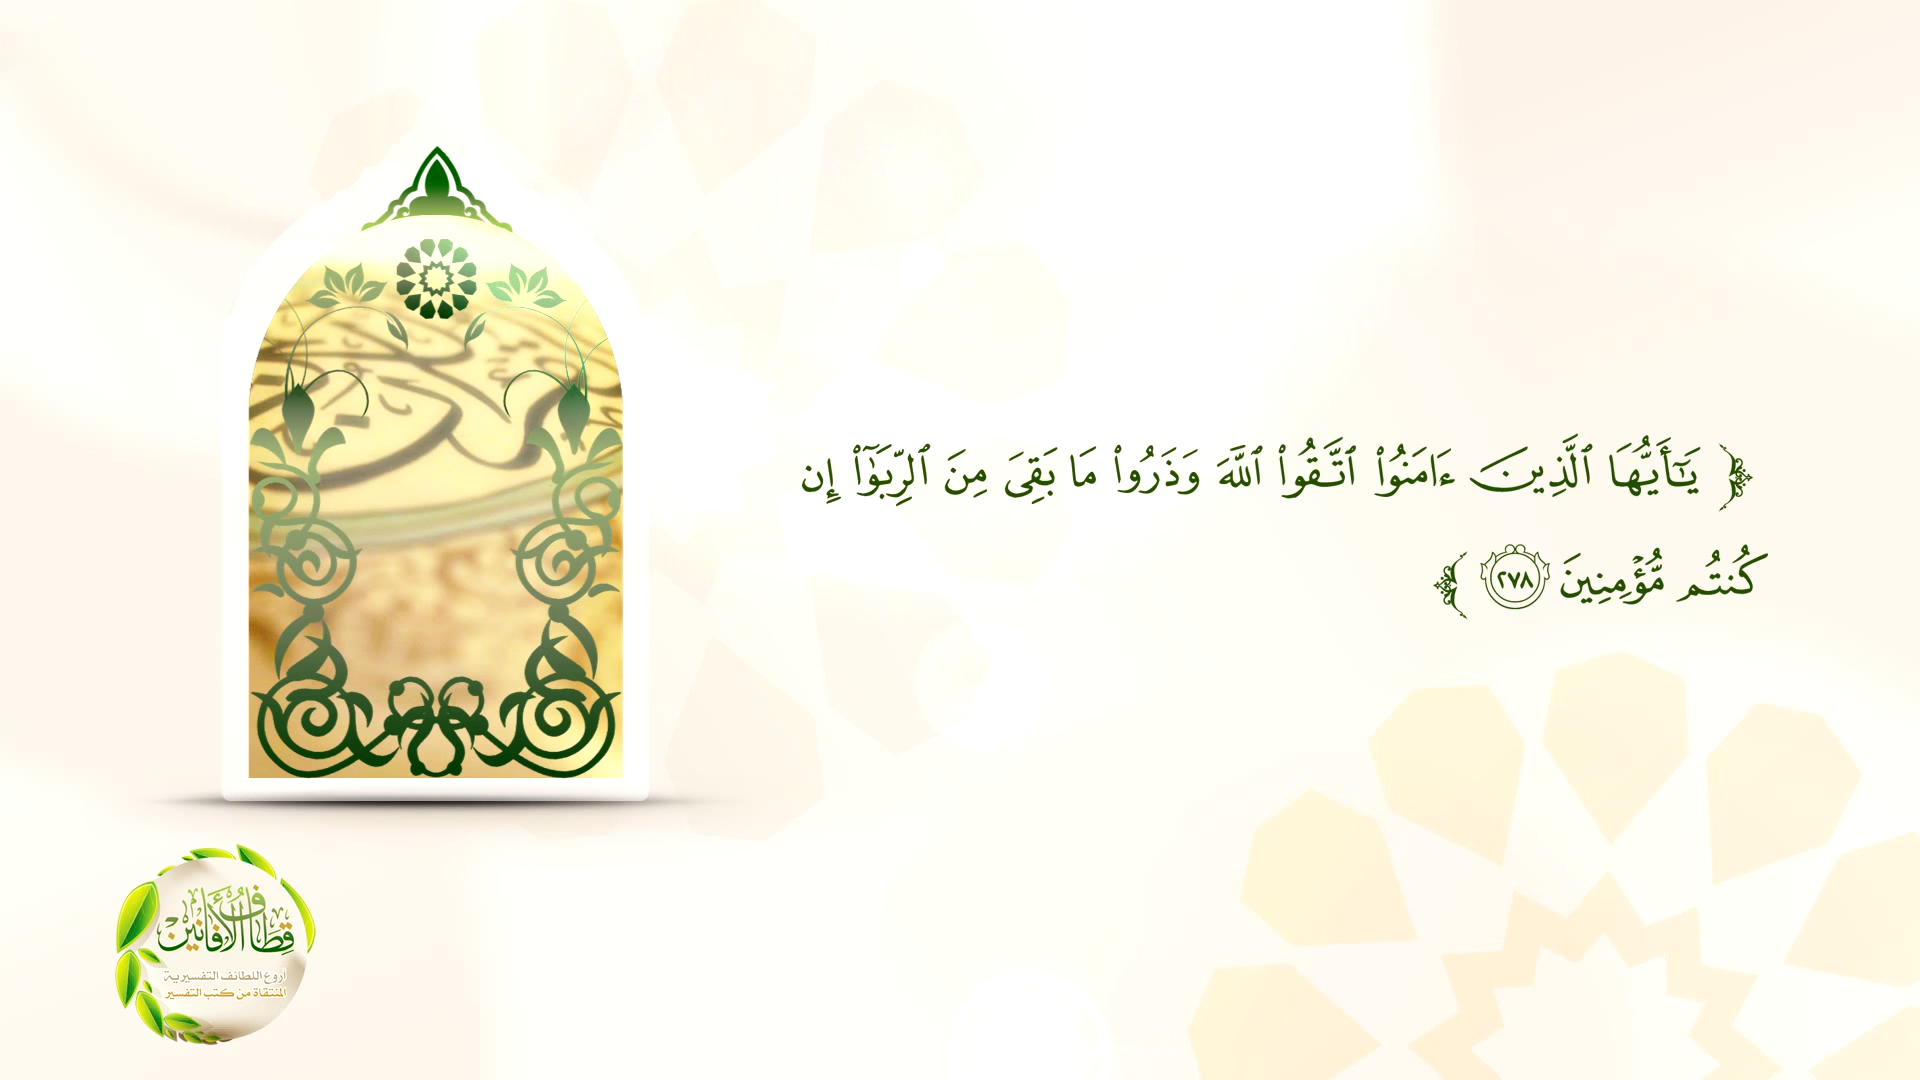 ﴿ يَـٰٓأَيُّهَا ٱلَّذِينَ ءَامَنُوا۟ ٱتَّقُوا۟ ٱللَّهَ وَذَرُوا۟ مَا بَقِىَ مِنَ ٱلرِّبَوٰٓا۟ إِن
كُنتُم مُّؤْمِنِينَ ٢٧٨ ﴾
قطاف الأفانين
أروع اللطائف التفسيرية
المنتقاة من كتب التفسير